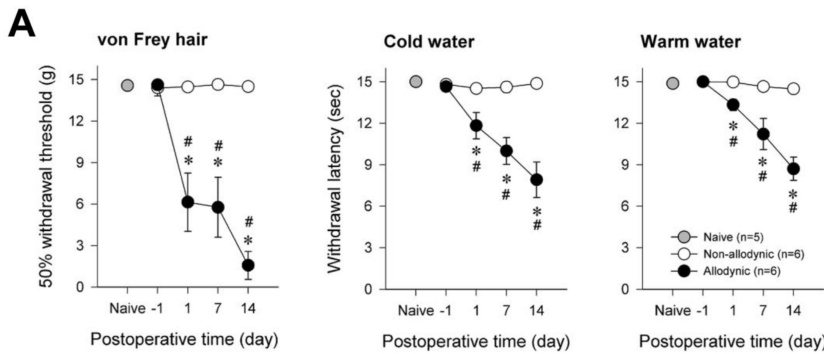 A
von Frey hair
Cold water
Warm water
50% withdrawal threshold (g)
15
12
9
6
3
0
#
*
#
*
#
*
Naive -1 1 7 14
Postoperative time (day)
Withdrawal latency (sec)
15
12
9
6
3
0
*
#
*
#
*
#
Naive -1 1 7 14
Postoperative time (day)
15
12
9
6
3
0
*
#
*
#
*
#
Naive (n=5)
Non-allodynic (n=6)
Allodynic (n=6)
Naive -1 1 7 14
Postoperative time (day)